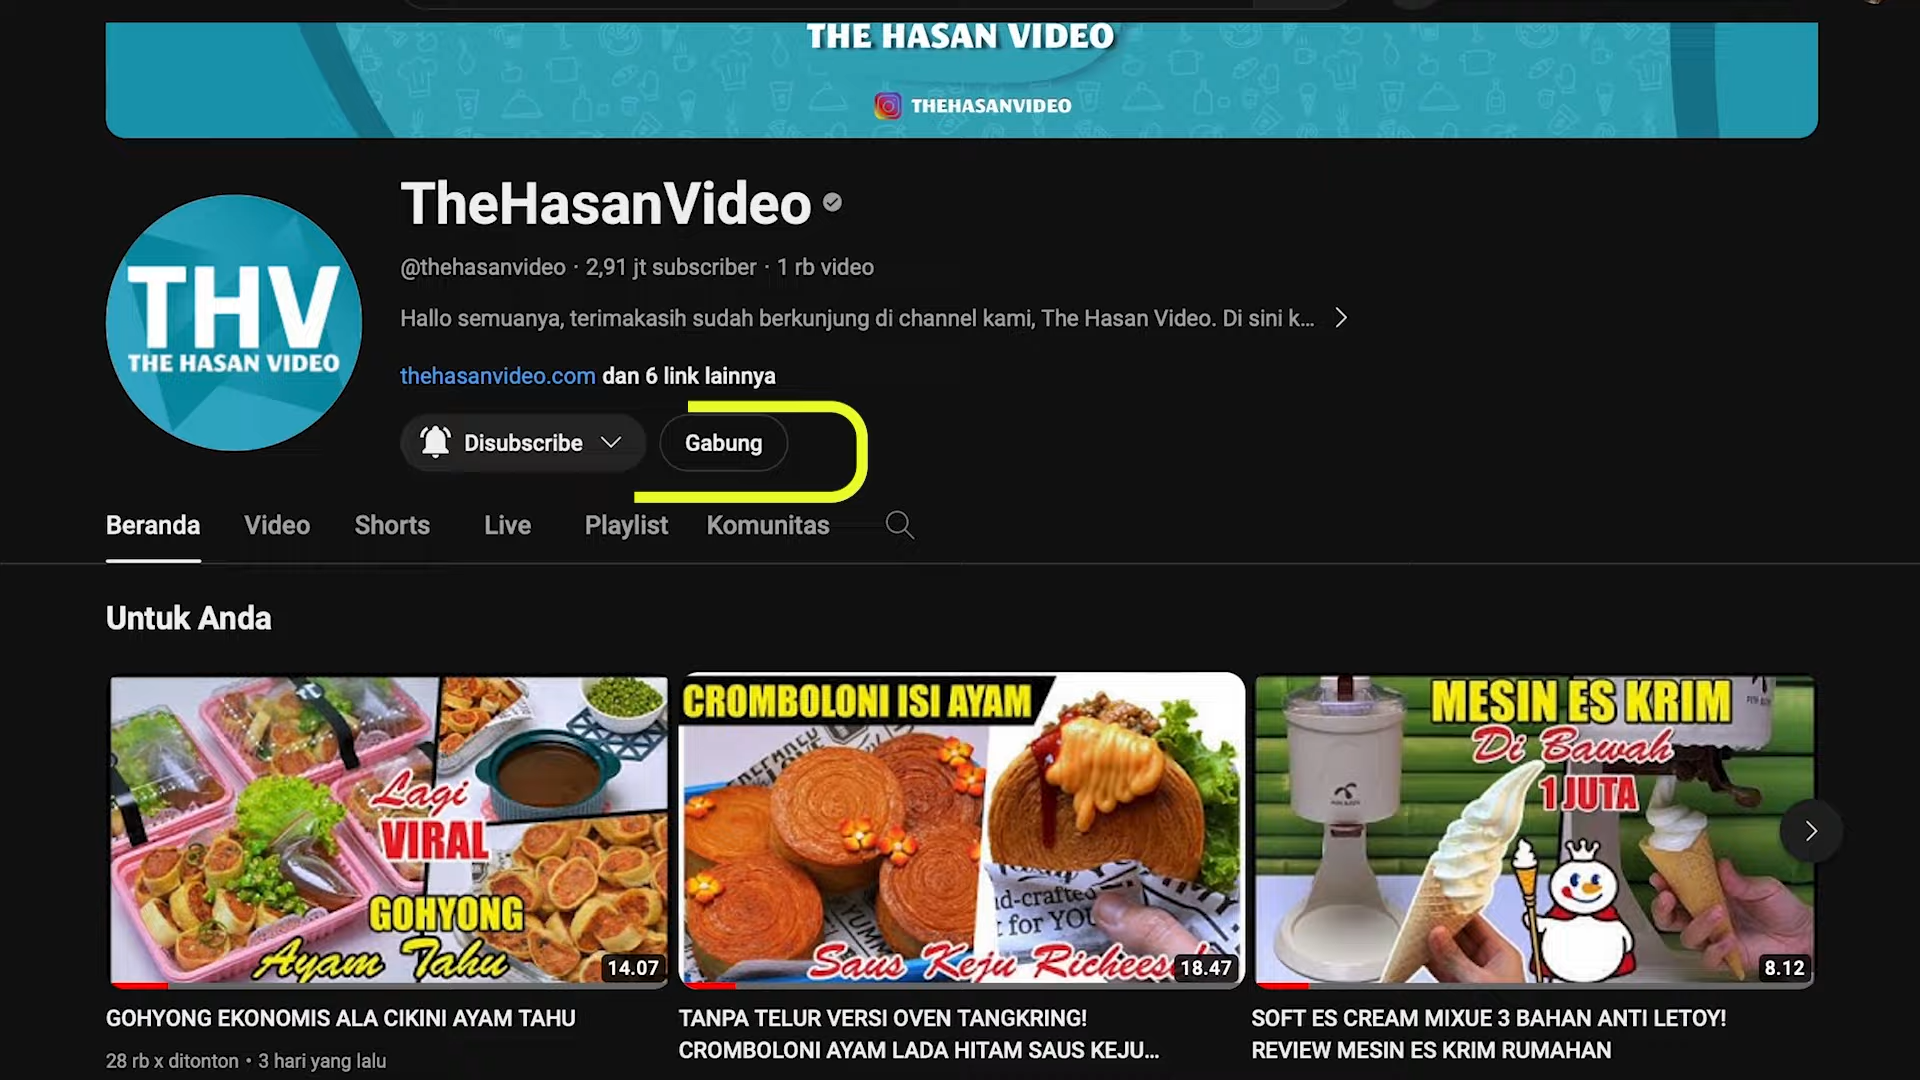 THE HASAN VIDEO
THEHASANVIDEO
THV
THE HASAN VIDEO
TheHasanVideo
@thehasanvideo · 2,91 jt subscriber · 1 rb video
Hallo semuanya, terimakasih sudah berkunjung di channel kami, The Hasan Video. Di sini k...
thehasanvideo.com dan 6 link lainnya
Disubscribe
Gabung
Beranda Video Shorts Live Playlist Komunitas
Untuk Anda
Lagi
VIRAL
GOHYONG
Ayam Tahu
14.07
CROMBOLONI ISI AYAM
d-crafted
for YOU
Saus Keju Richeese
18.47
MESIN ES KRIM
Di Bawah
1 JUTA
8.12
GOHYONG EKONOMIS ALA CIKINI AYAM TAHU
28 rb x ditonton • 3 hari yang lalu
TANPA TELUR VERSI OVEN TANGKRING!
CROMBOLONI AYAM LADA HITAM SAUS KEJU...
SOFT ES CREAM MIXUE 3 BAHAN ANTI LETOY!
REVIEW MESIN ES KRIM RUMAHAN